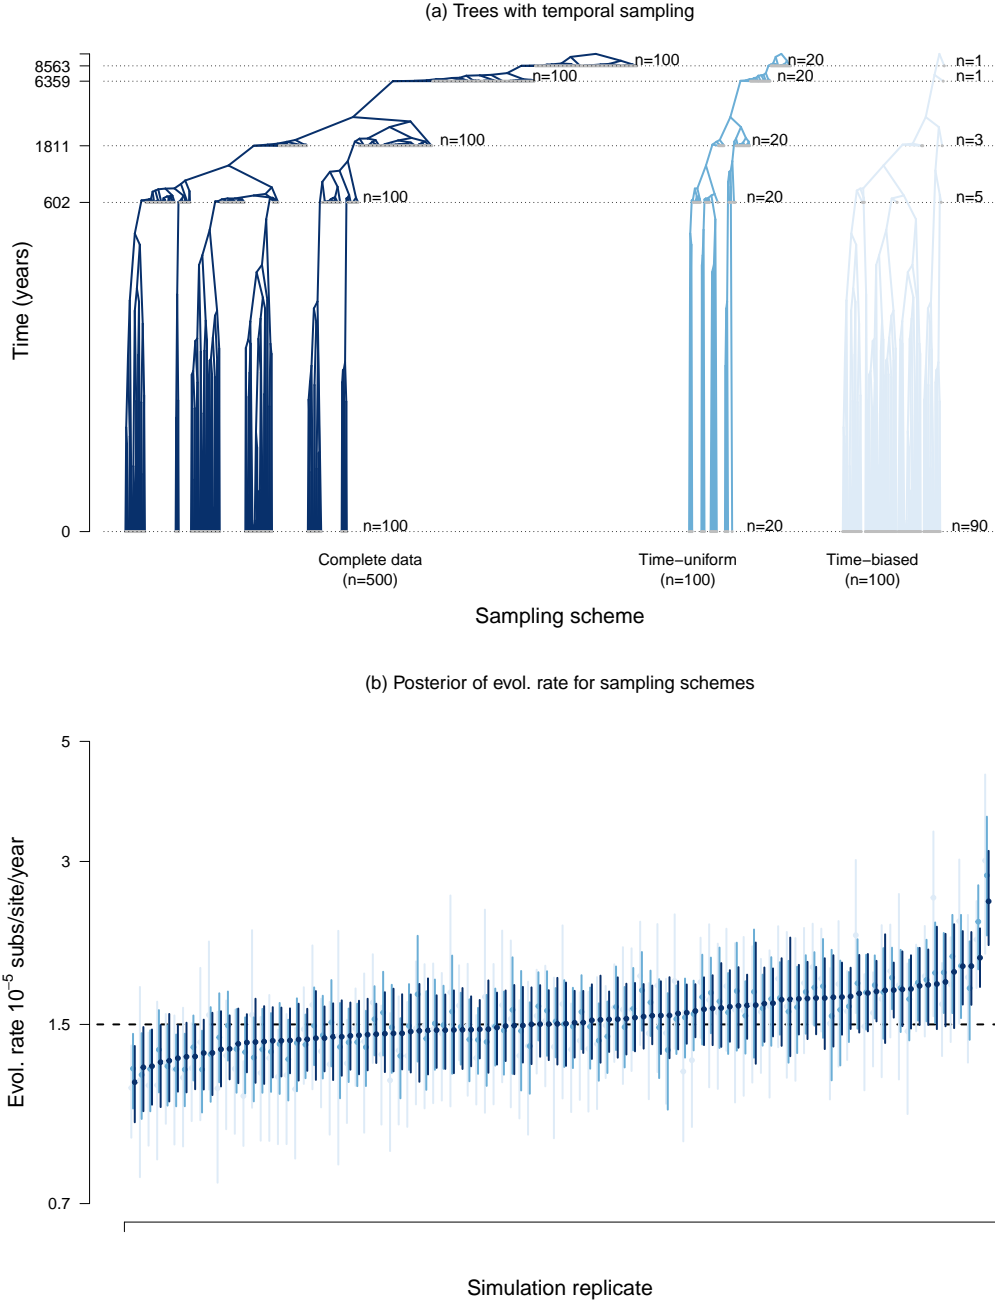 (a) Trees with temporal sampling
8563
6359
1811
602
0
Time (years)
n=100
n=100
n=100
n=100
n=100
n=20
n=20
n=20
n=20
n=20
n=1
n=1
n=3
n=5
n=90
Complete data
(n=500)
Time−uniform
(n=100)
Time−biased
(n=100)
Sampling scheme
(b) Posterior of evol. rate for sampling schemes
5
3
1.5
0.7
Evol. rate 10⁻⁵ subs/site/year
Simulation replicate